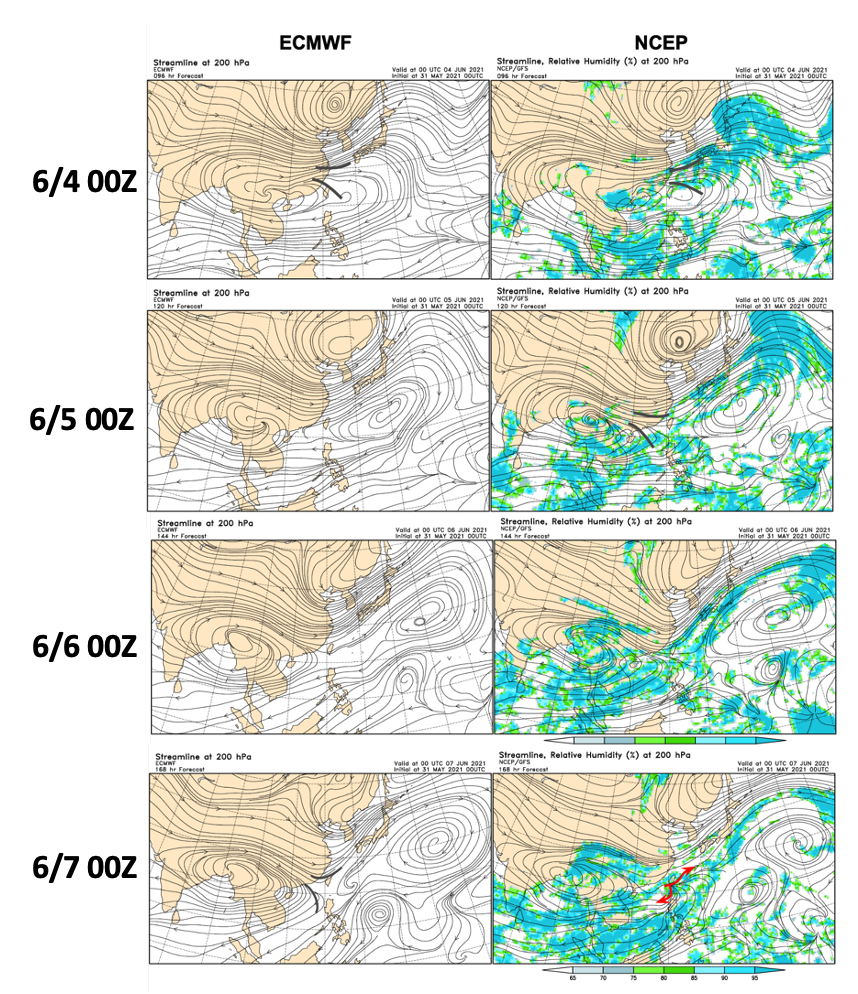 ECMWF NCEP
Streamline at 200 hPa
ECMWF
096 hr Forecast
Valid at 00 UTC 04 JUN 2021
Initial at 31 MAY 2021 00UTC
Streamline, Relative Humidity (%) at 200 hPa
NCEP/GFS
096 hr Forecast
Valid at 00 UTC 04 JUN 2021
Initial at 31 MAY 2021 00UTC
6/4 00Z
Streamline at 200 hPa
ECMWF
120 hr Forecast
Valid at 00 UTC 05 JUN 2021
Initial at 31 MAY 2021 00UTC
Streamline, Relative Humidity (%) at 200 hPa
NCEP/GFS
120 hr Forecast
Valid at 00 UTC 05 JUN 2021
Initial at 31 MAY 2021 00UTC
6/5 00Z
Streamline at 200 hPa
ECMWF
144 hr Forecast
Valid at 00 UTC 06 JUN 2021
Initial at 31 MAY 2021 00UTC
Streamline, Relative Humidity (%) at 200 hPa
NCEP/GFS
144 hr Forecast
Valid at 00 UTC 06 JUN 2021
Initial at 31 MAY 2021 00UTC
6/6 00Z
Streamline at 200 hPa
ECMWF
168 hr Forecast
Valid at 00 UTC 07 JUN 2021
Initial at 31 MAY 2021 00UTC
Streamline, Relative Humidity (%) at 200 hPa
NCEP/GFS
168 hr Forecast
Valid at 00 UTC 07 JUN 2021
Initial at 31 MAY 2021 00UTC
6/7 00Z
65 70 75 80 85 90 95